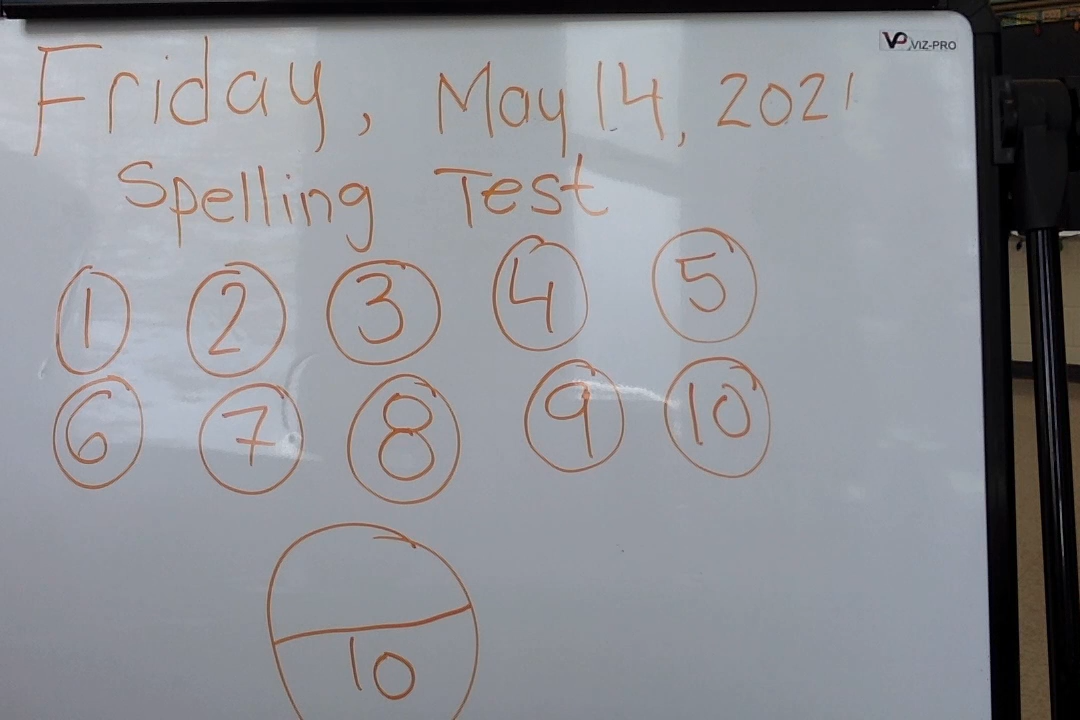 VP VIZ-PRO
Friday, May 14, 2021
Spelling Test
1 2 3 4 5
6 7 8 9 10
10